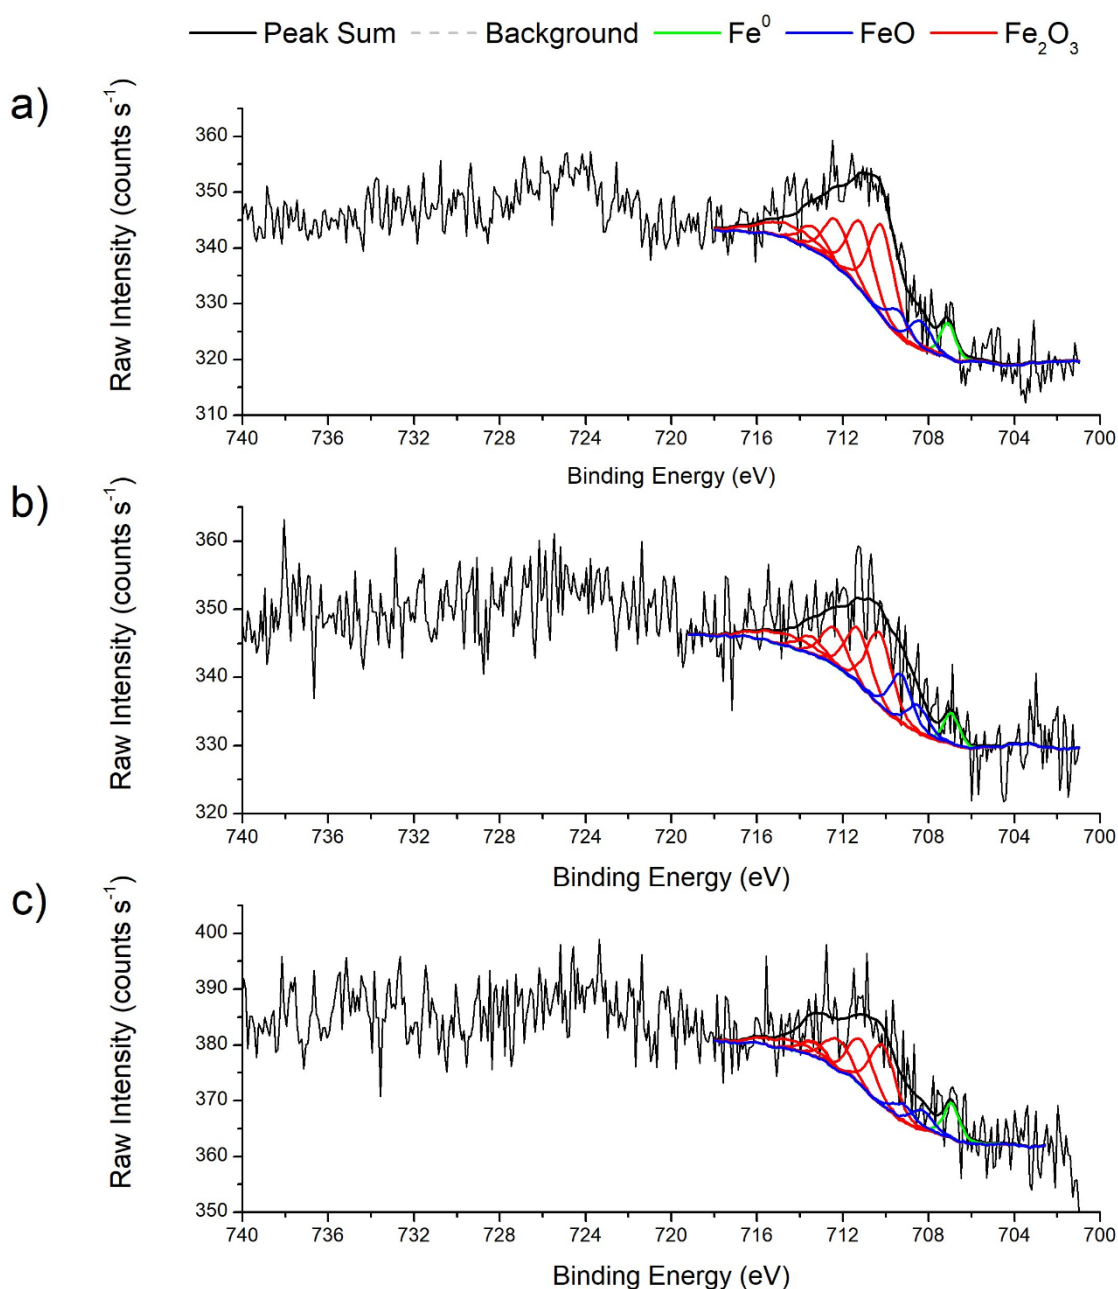 Peak Sum Background Fe⁰ FeO Fe₂O₃
a)
Raw Intensity (counts s⁻¹)
360
350
340
330
320
310
740 736 732 728 724 720 716 712 708 704 700
Binding Energy (eV)
b)
Raw Intensity (counts s⁻¹)
360
350
340
330
320
740 736 732 728 724 720 716 712 708 704 700
Binding Energy (eV)
c)
Raw Intensity (counts s⁻¹)
400
390
380
370
360
350
740 736 732 728 724 720 716 712 708 704 700
Binding Energy (eV)